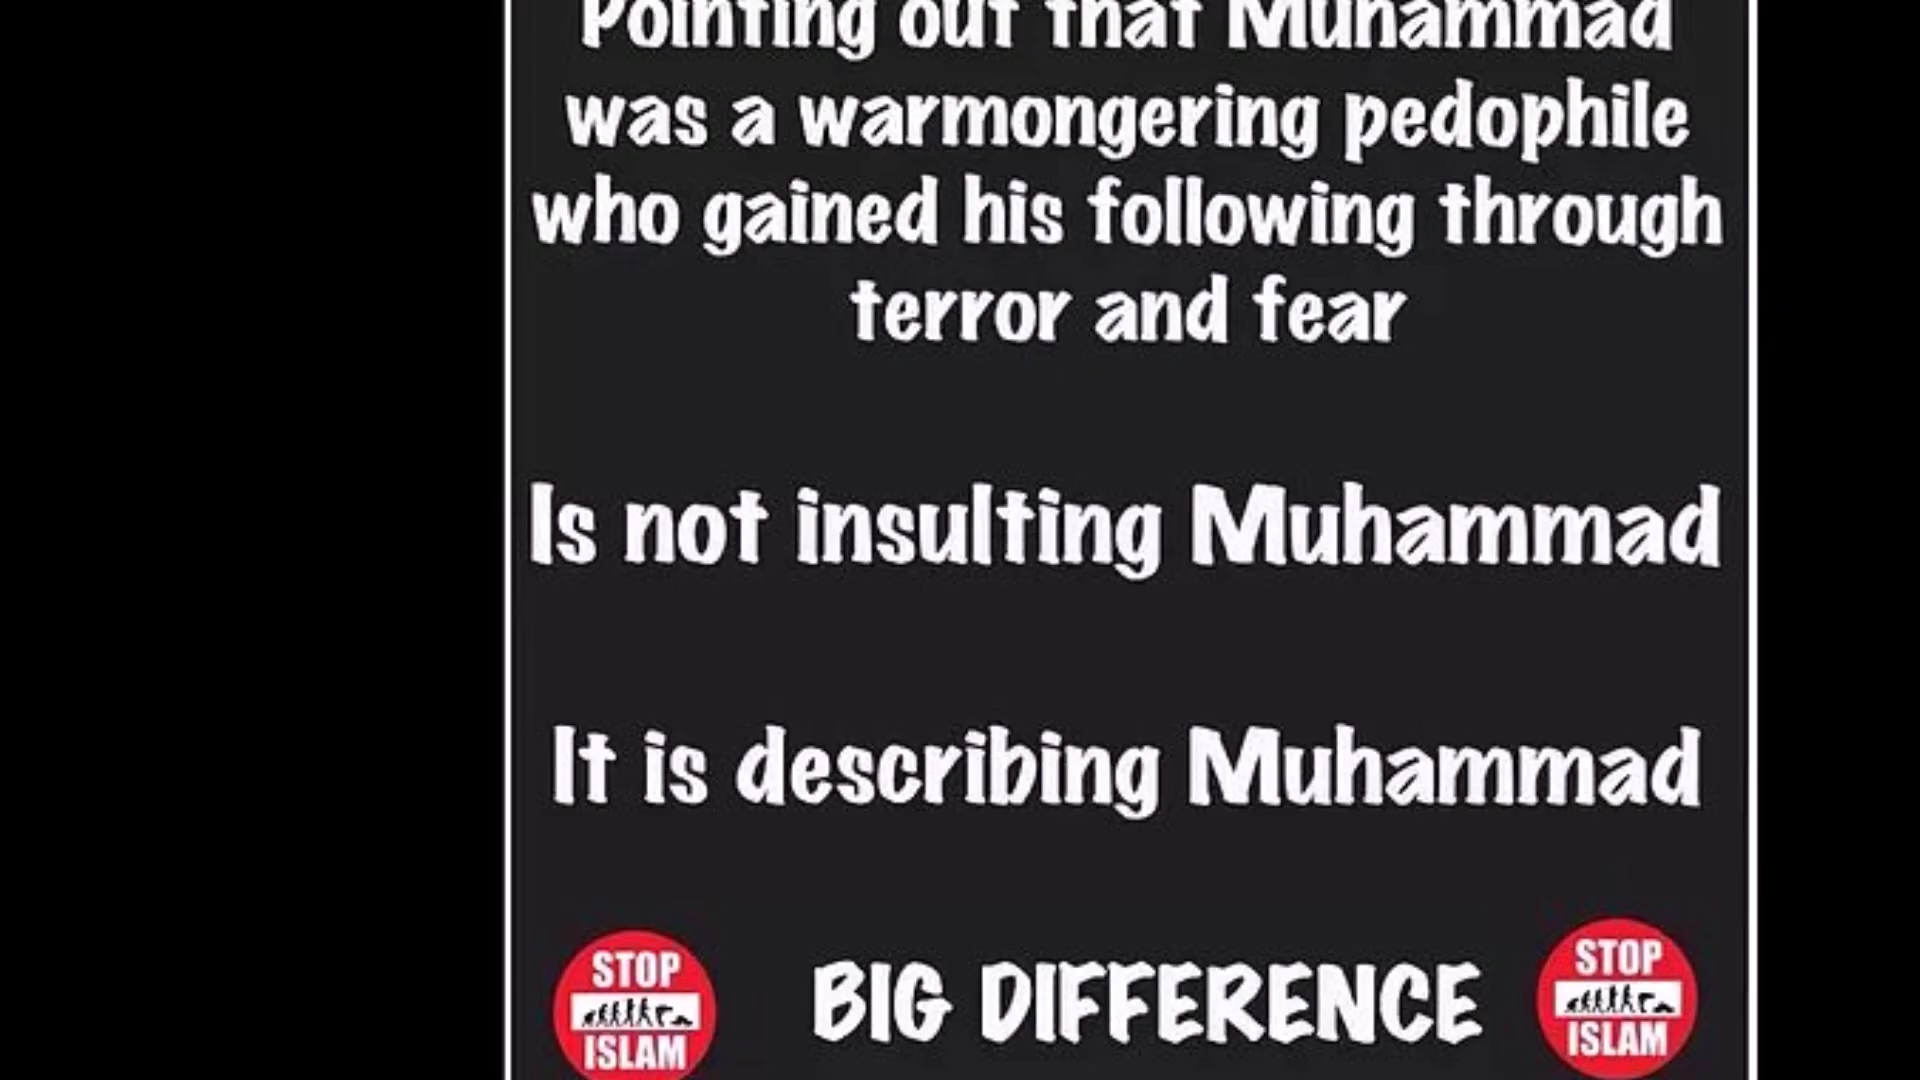 Pointing out that Muhammad
was a warmongering pedophile
who gained his following through
terror and fear
Is not insulting Muhammad
It is describing Muhammad
STOP
ISLAM
BIG DIFFERENCE
STOP
ISLAM